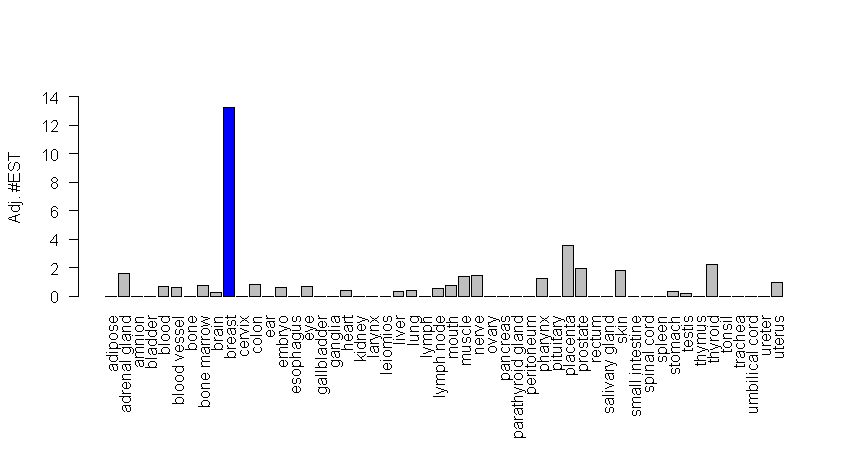 14
12
10
8
6
4
2
0
Adj. #EST
adipose
adrenal gland
amnion
bladder
blood
blood vessel
bone
bone marrow
brain
breast
cervix
colon
ear
embryo
esophagus
eye
gallbladder
ganglia
heart
kidney
larynx
leiomios
liver
lung
lymph
lymph node
mouth
muscle
nerve
ovary
pancreas
parathyroid gland
peritoneum
pharynx
pituitary
placenta
prostate
rectum
salivary gland
skin
small intestine
spinal cord
spleen
stomach
testis
thymus
thyroid
tonsil
trachea
umbilical cord
ureter
uterus